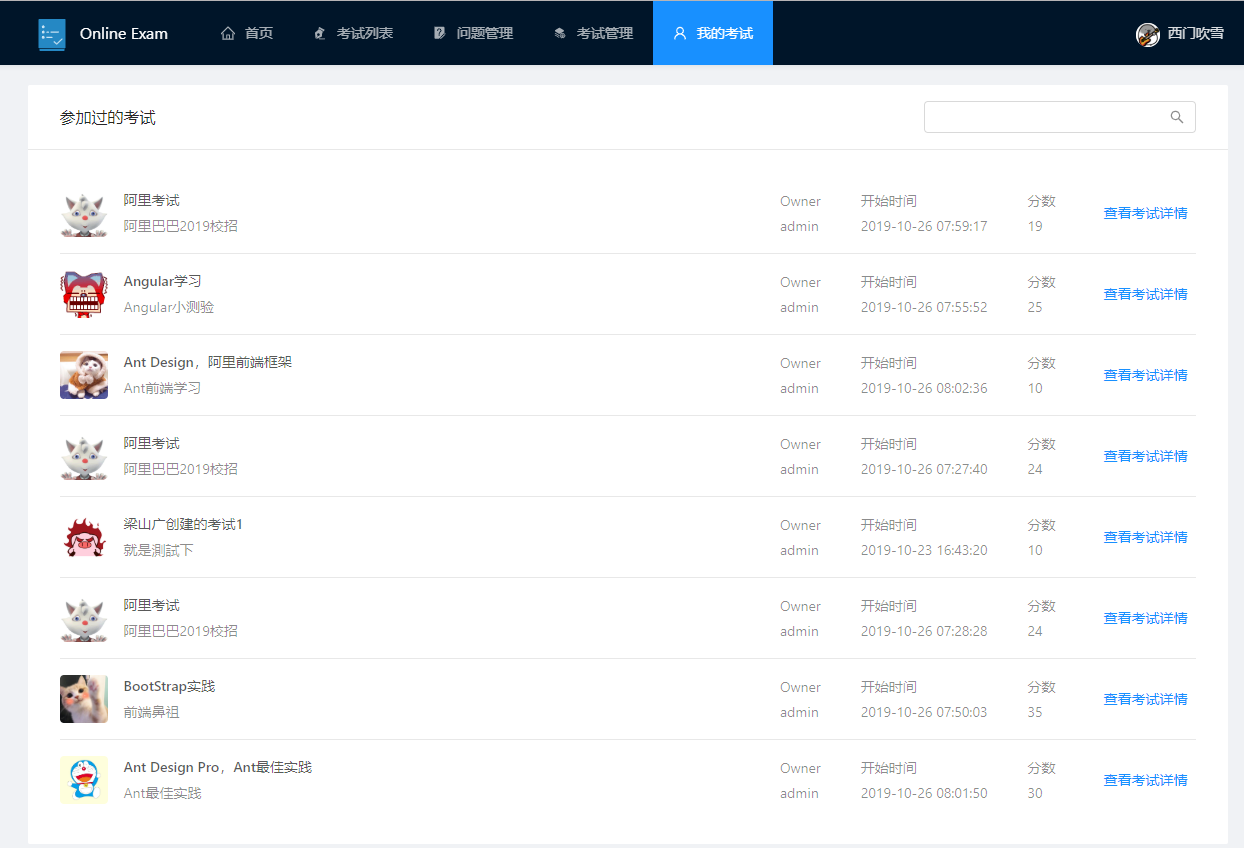 Online Exam 首页 考试列表 问题管理 考试管理 我的考试 西门吹雪
参加过的考试
阿里考试 Owner 开始时间 分数 查看考试详情
阿里巴巴2019校招 admin 2019-10-26 07:59:17 19
Angular学习 Owner 开始时间 分数 查看考试详情
Angular小测验 admin 2019-10-26 07:55:52 25
Ant Design，阿里前端框架 Owner 开始时间 分数 查看考试详情
Ant前端学习 admin 2019-10-26 08:02:36 10
阿里考试 Owner 开始时间 分数 查看考试详情
阿里巴巴2019校招 admin 2019-10-26 07:27:40 24
梁山广创建的考试1 Owner 开始时间 分数 查看考试详情
就是測試下 admin 2019-10-23 16:43:20 10
阿里考试 Owner 开始时间 分数 查看考试详情
阿里巴巴2019校招 admin 2019-10-26 07:28:28 24
BootStrap实践 Owner 开始时间 分数 查看考试详情
前端鼻祖 admin 2019-10-26 07:50:03 35
Ant Design Pro，Ant最佳实践 Owner 开始时间 分数 查看考试详情
Ant最佳实践 admin 2019-10-26 08:01:50 30